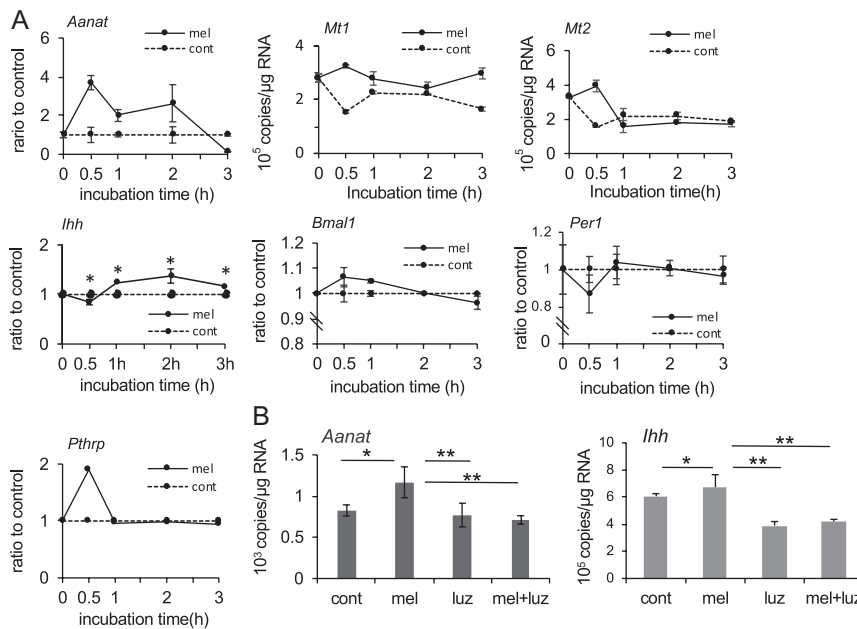 A
Aanat
rario to control
6
4
2
0
mel
cont
0 0.5 1 2 3
incubation time (h)
Mt1
10⁵ copies/µg RNA
4
2
0
mel
cont
0 0.5 1 2 3
Incubation time (h)
Mt2
10⁵ copies/µg RNA
6
4
2
0
mel
cont
0 0.5 1 2 3
Incubation time(h)
Ihh
ratio to control
2
1
0
* * * *
mel
cont
0 0.5 1h 2h 3h
incubation time (h)
Bmal1
ratio to control
1.2
1.1
1.0
0.9
0.8
mel
cont
0 0.5 1 2 3
incubation time (h)
Per1
ratio to control
1.2
1
0.8
0
mel
cont
0 0.5 1 2 3
incubation time (h)
Pthrp
ratio to control
2
1
0
mel
cont
0 0.5 1 2 3
incubation time(h)
B
Aanat
10³ copies/µg RNA
1.5
1
0.5
0
* **
**
cont mel luz mel+luz
Ihh
10⁵ copies/µg RNA
10
8
6
4
2
0
**
* **
cont mel luz mel+luz